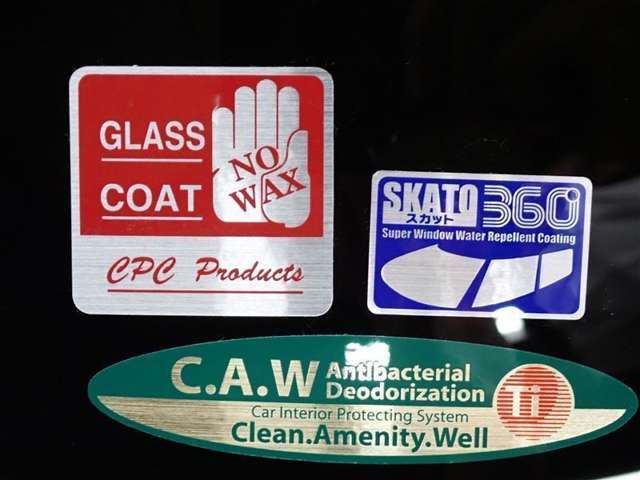 GLASS
COAT
NO
WAX
CPC Products
SKATO 360°
スカット
Super Window Water Repellent Coating
C.A.W Antibacterial
Deodorization
Ti
Car Interior Protecting System
Clean.Amenity.Well